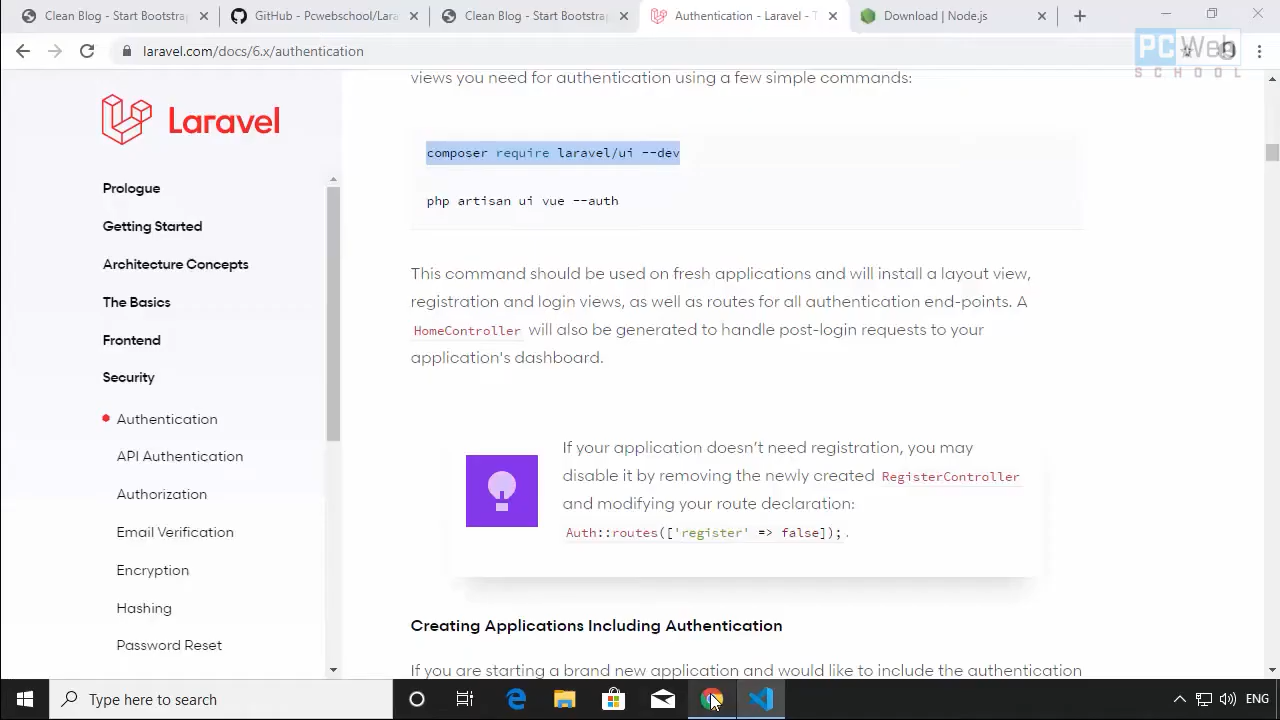 Clean Blog - Start Bootstrap
GitHub - Pcwebschool/Lara
Clean Blog - Start Bootstrap
Authentication - Laravel - T
Download | Node.js
laravel.com/docs/6.x/authentication
PC Web
SCHOOL
Laravel
Prologue
Getting Started
Architecture Concepts
The Basics
Frontend
Security
Authentication
API Authentication
Authorization
Email Verification
Encryption
Hashing
Password Reset
views you need for authentication using a few simple commands:
composer require laravel/ui --dev
php artisan ui vue --auth
This command should be used on fresh applications and will install a layout view,
registration and login views, as well as routes for all authentication end-points. A
HomeController will also be generated to handle post-login requests to your
application's dashboard.
If your application doesn’t need registration, you may
disable it by removing the newly created RegisterController
and modifying your route declaration:
Auth::routes(['register' => false]);.
Creating Applications Including Authentication
If you are starting a brand new application and would like to include the authentication
Type here to search
ENG